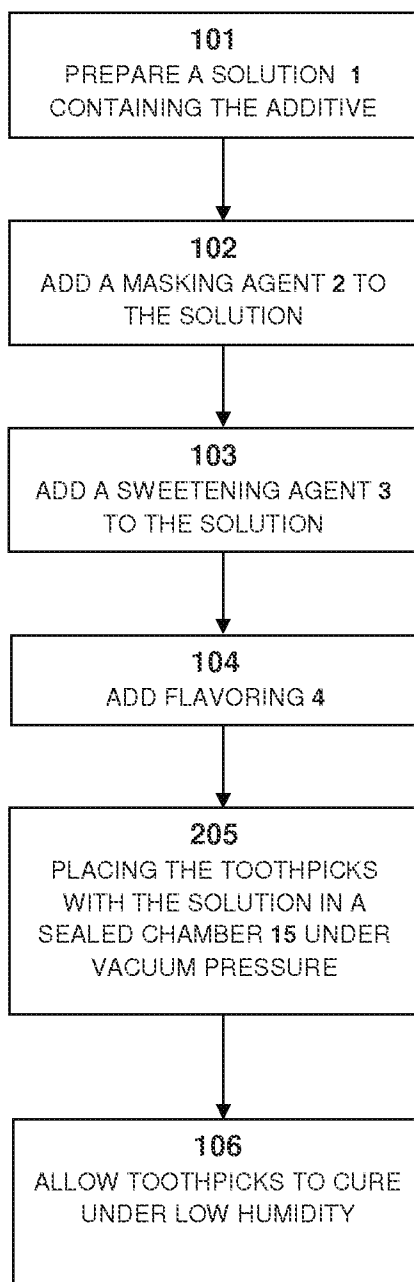 101
PREPARE A SOLUTION 1
CONTAINING THE ADDITIVE
102
ADD A MASKING AGENT 2 TO
THE SOLUTION
103
ADD A SWEETENING AGENT 3
TO THE SOLUTION
104
ADD FLAVORING 4
205
PLACING THE TOOTHPICKS
WITH THE SOLUTION IN A
SEALED CHAMBER 15 UNDER
VACUUM PRESSURE
106
ALLOW TOOTHPICKS TO CURE
UNDER LOW HUMIDITY